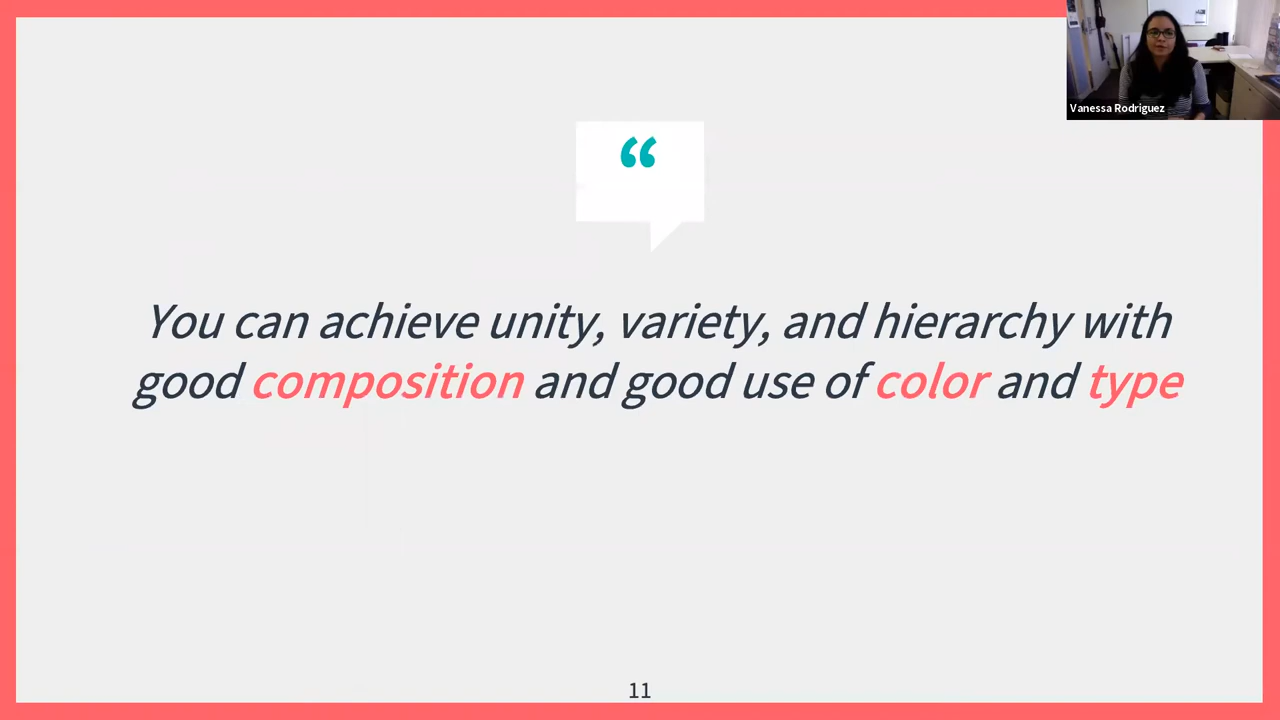 Vanessa Rodriguez
“
You can achieve unity, variety, and hierarchy with
good composition and good use of color and type
11